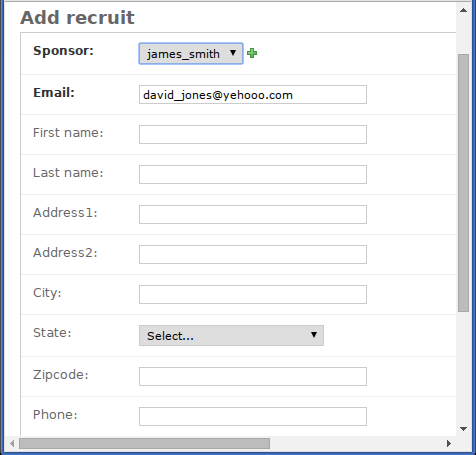 Add recruit
Sponsor: james_smith
Email: david_jones@yehooo.com
First name:
Last name:
Address1:
Address2:
City:
State: Select...
Zipcode:
Phone: